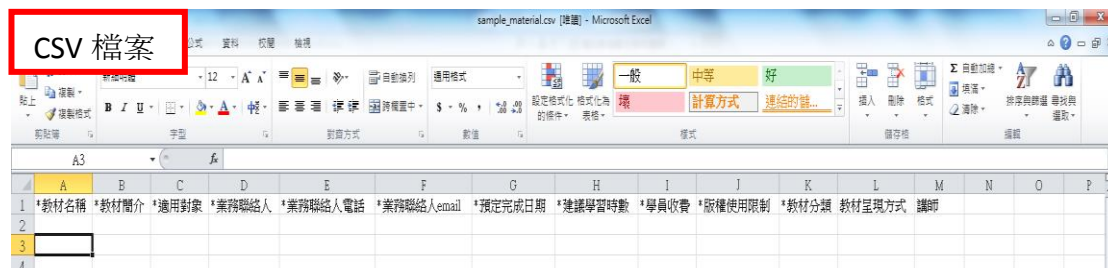 sample_material.csv [唯讀] - Microsoft Excel
CSV 檔案
公式 資料 校閱 檢視
12 A A 自動換列 通用格式 一般 中等 好 Σ 自動加總
貼上 複製 填滿
複製格式 B I U A 跨欄置中 $ % , 設定格式化的條件 格式化為表格 壞 計算方式 連結的儲... 插入 刪除 格式 清除 排序與篩選 尋找與選取
剪貼簿 字型 對齊方式 數值 樣式 儲存格 編輯
A3 fx
A B C D E F G H I J K L M N O P
1 *教材名稱 *教材簡介 *適用對象 *業務聯絡人 *業務聯絡人電話 *業務聯絡人email *預定完成日期 *建議學習時數 *學員收費 *版權使用限制 *教材分類 教材呈現方式 講師
2
3
4